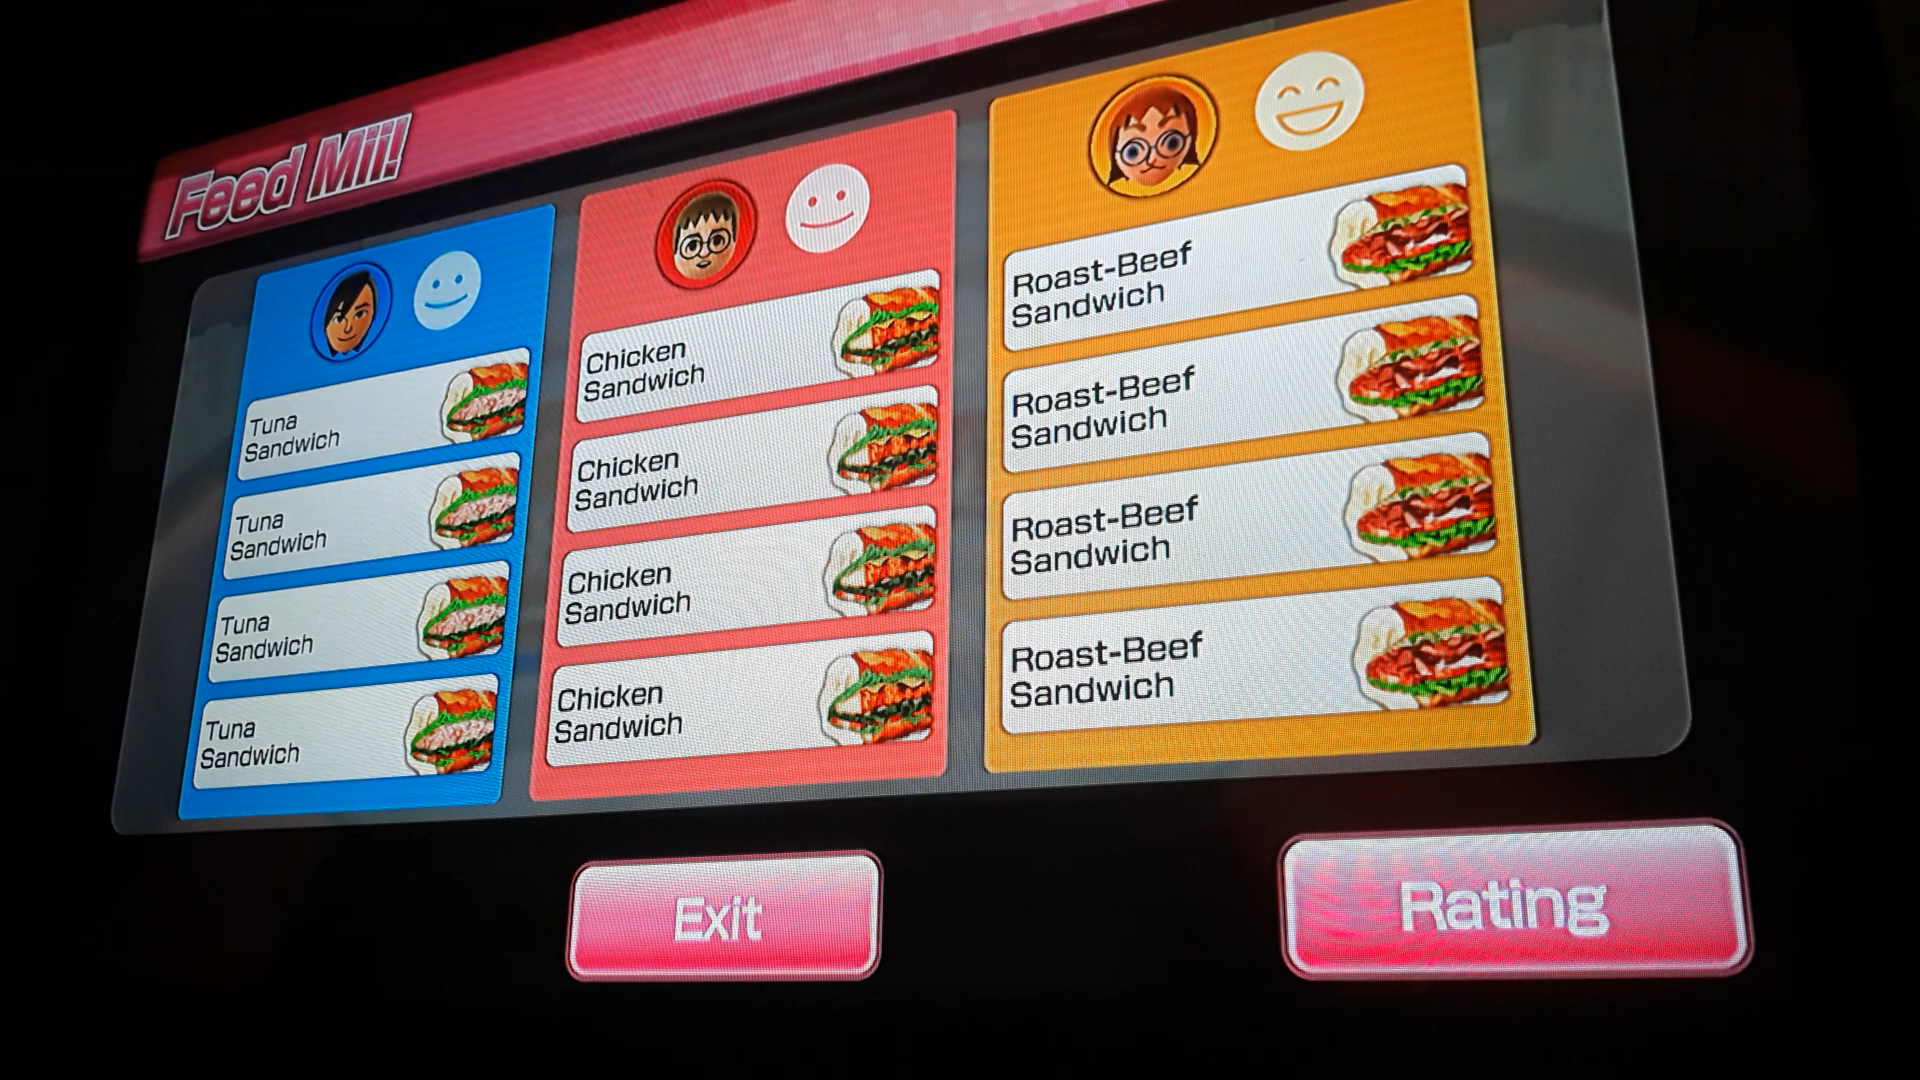 Feed Mii!
Tuna
Sandwich
Tuna
Sandwich
Tuna
Sandwich
Tuna
Sandwich
Chicken
Sandwich
Chicken
Sandwich
Chicken
Sandwich
Chicken
Sandwich
Roast-Beef
Sandwich
Roast-Beef
Sandwich
Roast-Beef
Sandwich
Roast-Beef
Sandwich
Exit
Rating